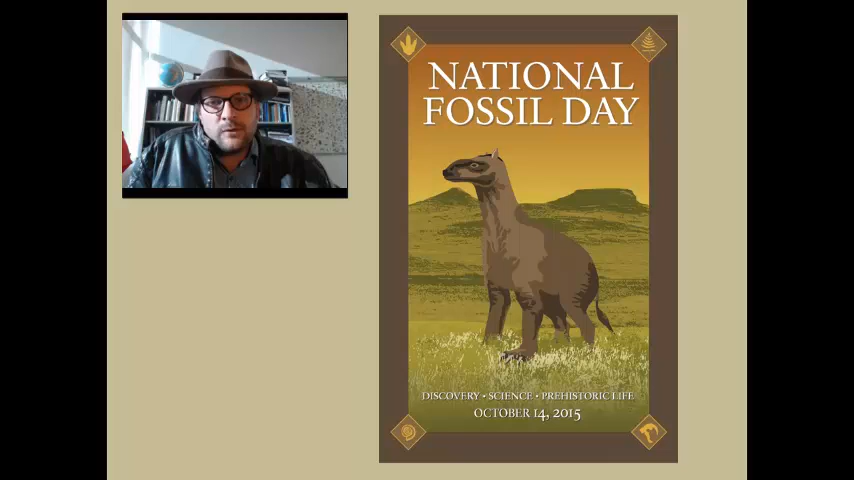 NATIONAL
FOSSIL DAY
DISCOVERY • SCIENCE • PREHISTORIC LIFE
OCTOBER 14, 2015